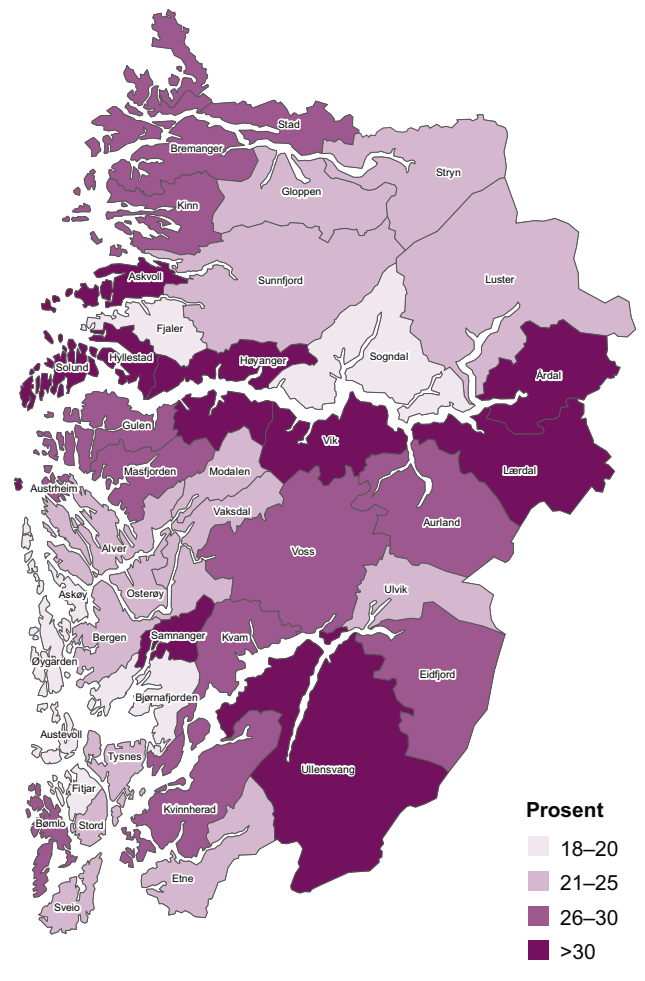 Stad
Bremanger
Stryn
Gloppen
Kinn
Askvoll
Sunnfjord
Luster
Fjaler
Hyllestad
Høyanger
Sogndal
Solund
Årdal
Gulen
Vik
Masfjorden
Modalen
Lærdal
Austrheim
Vaksdal
Aurland
Alver
Voss
Askøy
Osterøy
Ulvik
Bergen
Samnanger
Kvam
Øygarden
Eidfjord
Bjørnafjorden
Austevoll
Tysnes
Ullensvang
Fitjar
Kvinnherad
Bømlo
Stord
Etne
Sveio
Prosent
18–20
21–25
26–30
>30